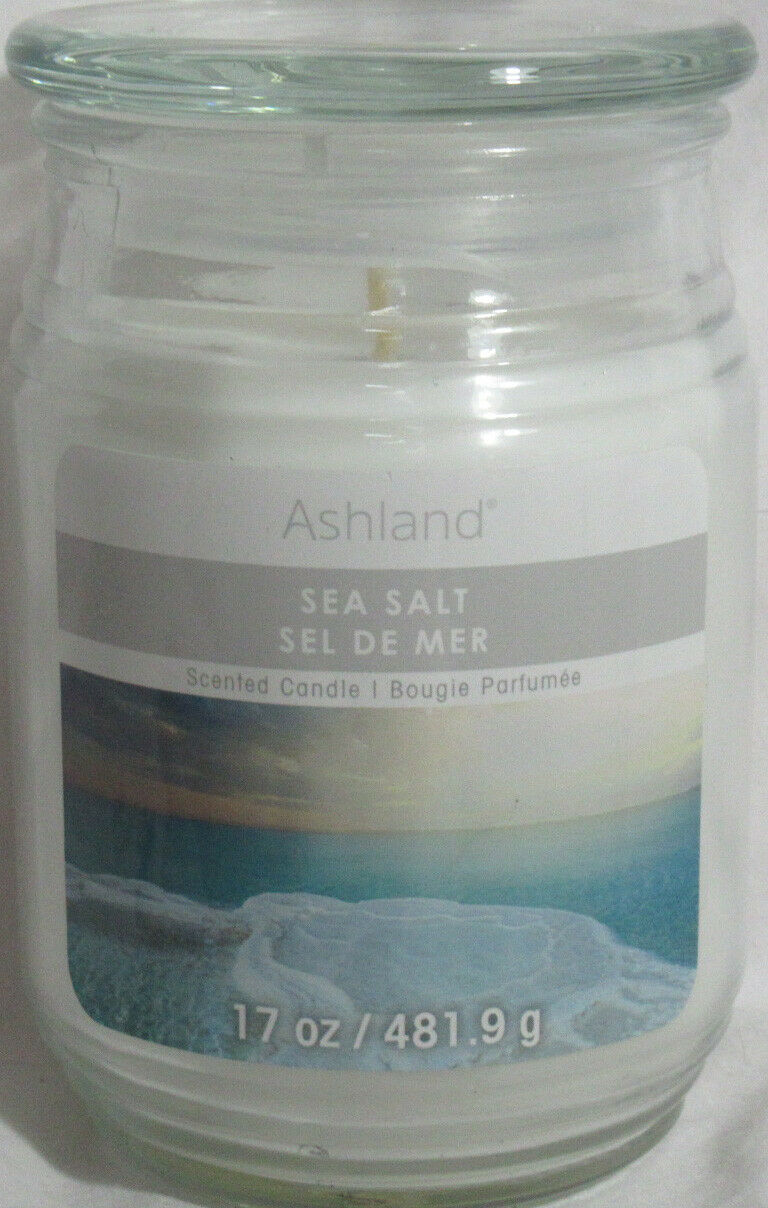 Ashland®
SEA SALT
SEL DE MER
Scented Candle | Bougie Parfumée
17 oz / 481.9 g